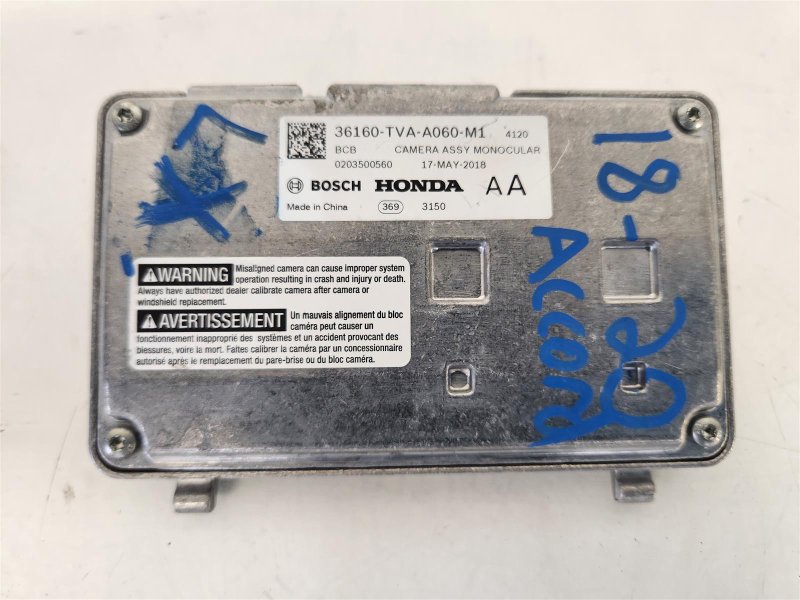 36160-TVA-A060-M1 4120
BCB CAMERA ASSY MONOCULAR
0203500560 17-MAY-2018
BOSCH HONDA AA
Made in China 369 3150
WARNING Misaligned camera can cause improper system
operation resulting in crash and injury or death.
Always have authorized dealer calibrate camera after camera or
windshield replacement.
AVERTISSEMENT Un mauvais alignement du bloc
caméra peut causer un
fonctionnement inapproprié des systèmes et un accident provocant des
blessures, voire la mort. Faites calibrer la caméra par un concessionnaire
autorisé après le remplacement du pare-brise ou du bloc caméra.
18-20
Accord